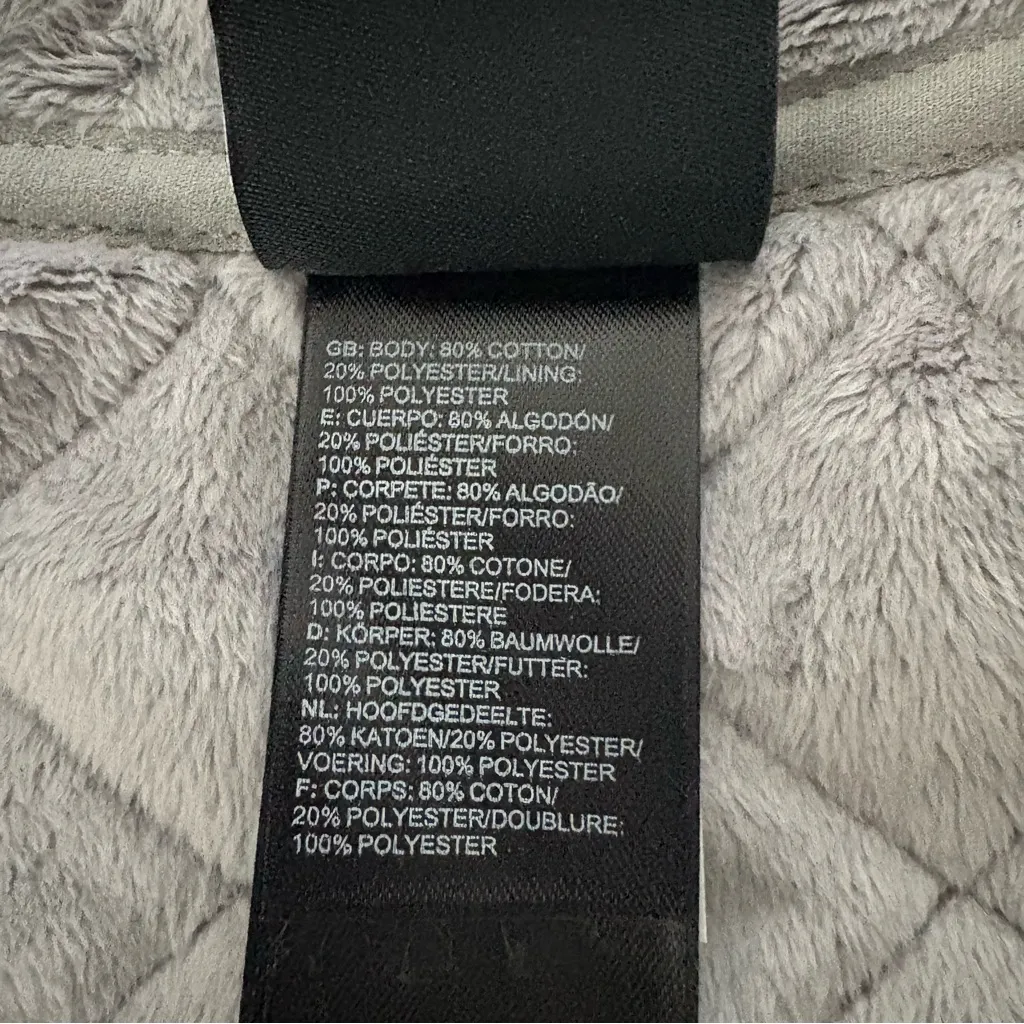 GB: BODY: 80% COTTON/
20% POLYESTER/LINING:
100% POLYESTER
E: CUERPO: 80% ALGODÓN/
20% POLIÉSTER/FORRO:
100% POLIÉSTER
P: CORPETE: 80% ALGODÃO/
20% POLIÉSTER/FORRO:
100% POLIÉSTER
I: CORPO: 80% COTONE/
20% POLIESTERE/FODERA:
100% POLIESTERE
D: KÖRPER: 80% BAUMWOLLE/
20% POLYESTER/FUTTER:
100% POLYESTER
NL: HOOFDGEDEELTE:
80% KATOEN/20% POLYESTER/
VOERING: 100% POLYESTER
F: CORPS: 80% COTON/
20% POLYESTER/DOUBLURE:
100% POLYESTER